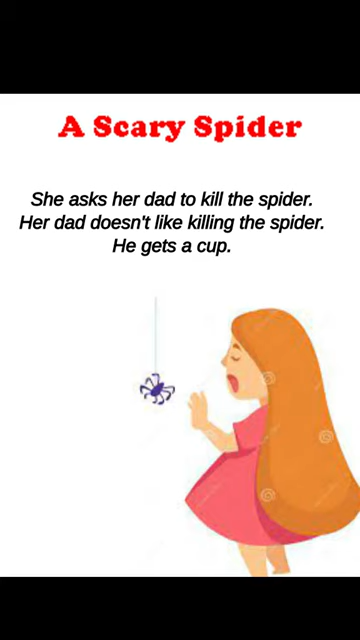 A Scary Spider
She asks her dad to kill the spider.
Her dad doesn't like killing the spider.
He gets a cup.